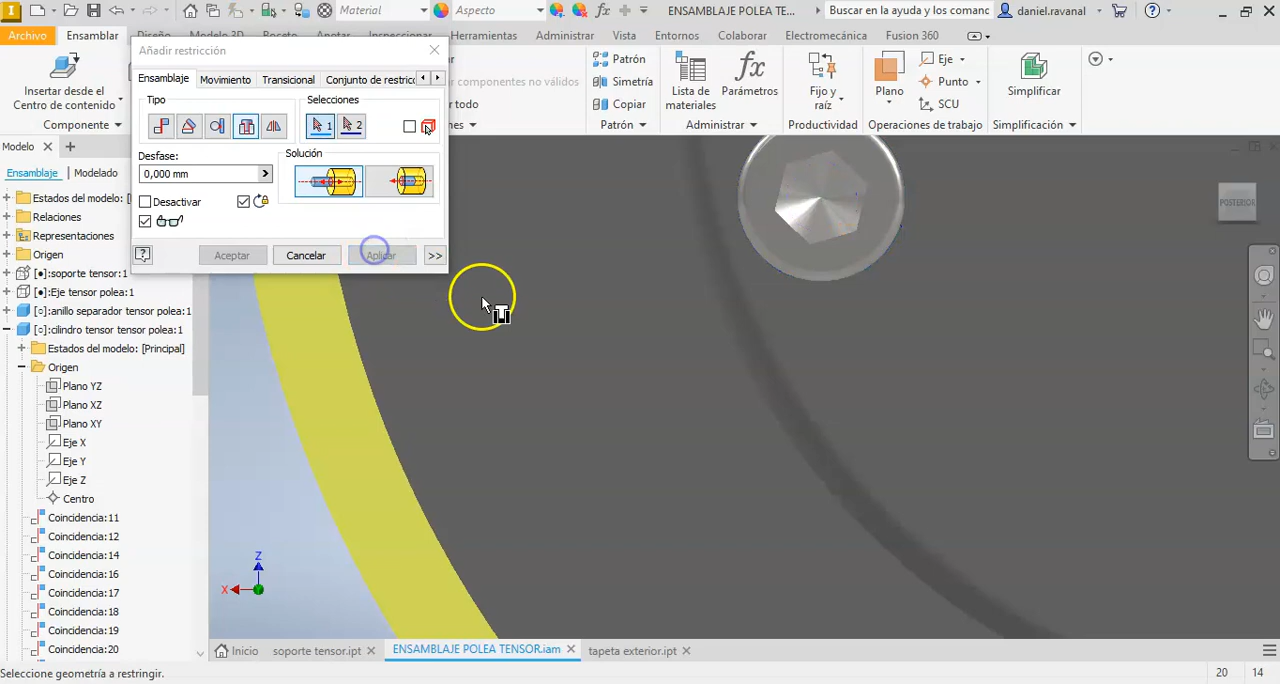 Material
Aspecto
ENSAMBLAJE POLEA TE...
Buscar en la ayuda y los comanc
daniel.ravanal
Archivo
Ensamblar
Herramientas
Administrar
Vista
Entornos
Colaborar
Electromecánica
Fusion 360
Insertar desde el
Centro de contenido
Componente
componentes no válidos
do todo
Patrón
Simetría
Copiar
Patrón
Lista de
materiales
Parámetros
Administrar
Fijo y
raíz
Productividad
Plano
Eje
Punto
SCU
Operaciones de trabajo
Simplificar
Simplificación
Añadir restricción
Ensamblaje
Movimiento
Transicional
Conjunto de restricc
Tipo
Selecciones
1
2
Desfase:
Solución
0,000 mm
Desactivar
Aceptar
Cancelar
Aplicar
>>
Modelo
Ensamblaje
Modelado
Estados del modelo: [
Relaciones
Representaciones
Origen
[●]:soporte tensor:1
[●]:Eje tensor polea:1
[○]:anillo separador tensor polea:1
[○]:cilindro tensor tensor polea:1
Estados del modelo: [Principal]
Origen
Plano YZ
Plano XZ
Plano XY
Eje X
Eje Y
Eje Z
Centro
Coincidencia:11
Coincidencia:12
Coincidencia:14
Coincidencia:16
Coincidencia:17
Coincidencia:18
Coincidencia:19
Coincidencia:20
POSTERIOR
Z
X
Inicio
soporte tensor.ipt
ENSAMBLAJE POLEA TENSOR.iam
tapeta exterior.ipt
Seleccione geometría a restringir.
20
14